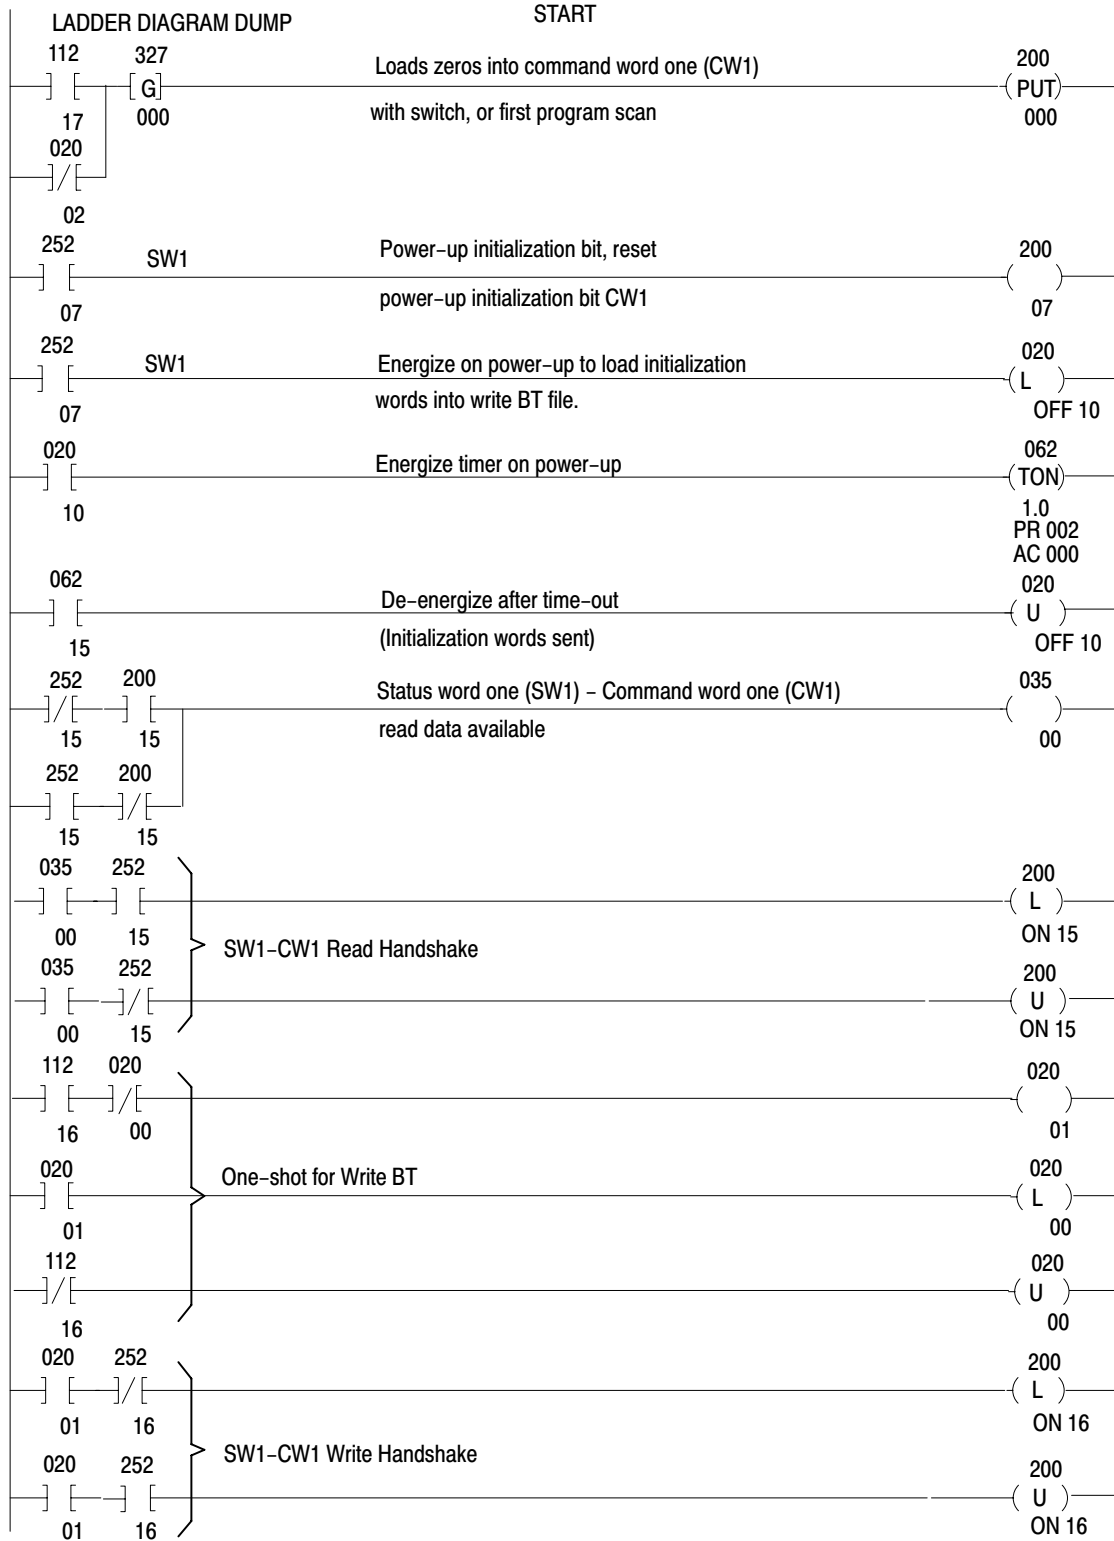 START
LADDER DIAGRAM DUMP
112 327 200
Loads zeros into command word one (CW1)
] [ [ G ] ( PUT )
17 000 with switch, or first program scan 000
020
]/[
02
252 SW1 Power–up initialization bit, reset 200
] [ ( )
07 power–up initialization bit CW1 07
252 SW1 Energize on power–up to load initialization 020
] [ ( L )
07 words into write BT file. OFF 10
020 Energize timer on power–up 062
] [ ( TON )
10 1.0
PR 002
AC 000
062 De–energize after time–out 020
] [ ( U )
15 (Initialization words sent) OFF 10
252 200 Status word one (SW1) – Command word one (CW1) 035
]/[ ] [ ( )
15 15 read data available 00
252 200
] [ ]/[
15 15
035 252 200
] [ ] [ ( L )
00 15 ON 15
SW1–CW1 Read Handshake
035 252 200
] [ ]/[ ( U )
00 15 ON 15
112 020 020
] [ ]/[ ( )
16 00 01
020 One–shot for Write BT 020
] [ ( L )
01 00
112 020
]/[ ( U )
16 00
020 252 200
] [ ]/[ ( L )
01 16 ON 16
SW1–CW1 Write Handshake
020 252 200
] [ ] [ ( U )
01 16 ON 16